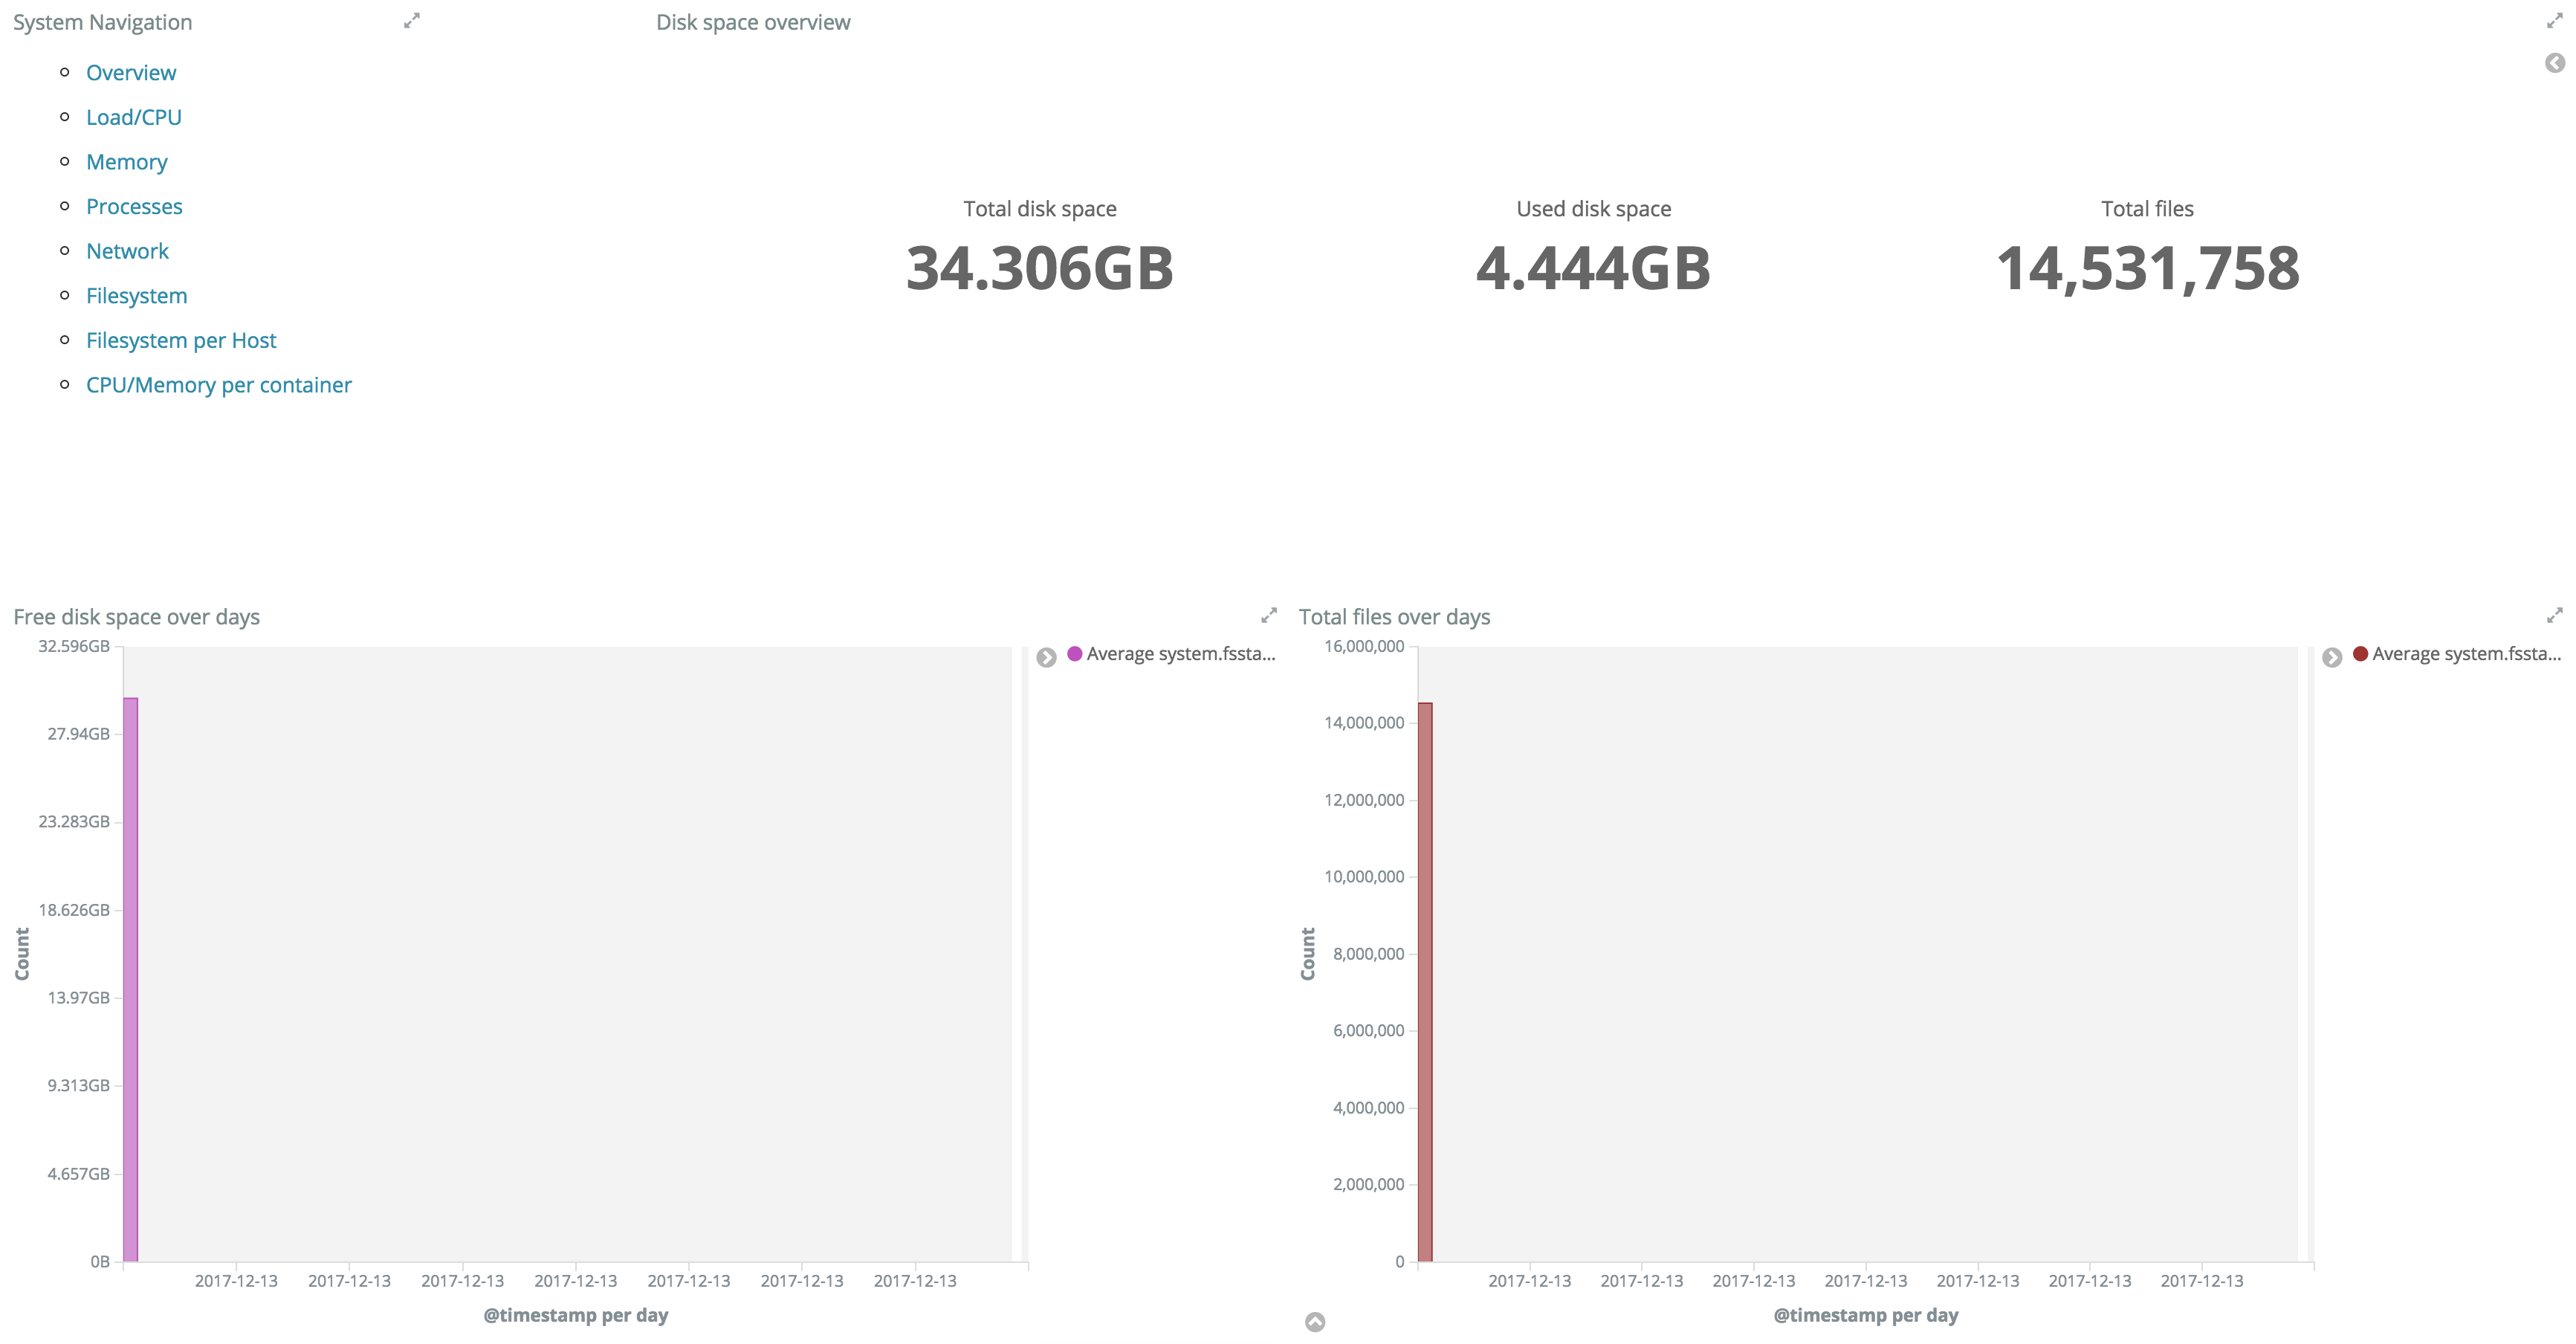 System Navigation
Overview
Load/CPU
Memory
Processes
Network
Filesystem
Filesystem per Host
CPU/Memory per container
Disk space overview
Total disk space
34.306GB
Used disk space
4.444GB
Total files
14,531,758
Free disk space over days
32.596GB
27.94GB
23.283GB
18.626GB
13.97GB
9.313GB
4.657GB
0B
Count
2017-12-13 2017-12-13 2017-12-13 2017-12-13 2017-12-13 2017-12-13 2017-12-13
@timestamp per day
Average system.fssta...
Total files over days
16,000,000
14,000,000
12,000,000
10,000,000
8,000,000
6,000,000
4,000,000
2,000,000
0
Count
2017-12-13 2017-12-13 2017-12-13 2017-12-13 2017-12-13 2017-12-13 2017-12-13
@timestamp per day
Average system.fssta...